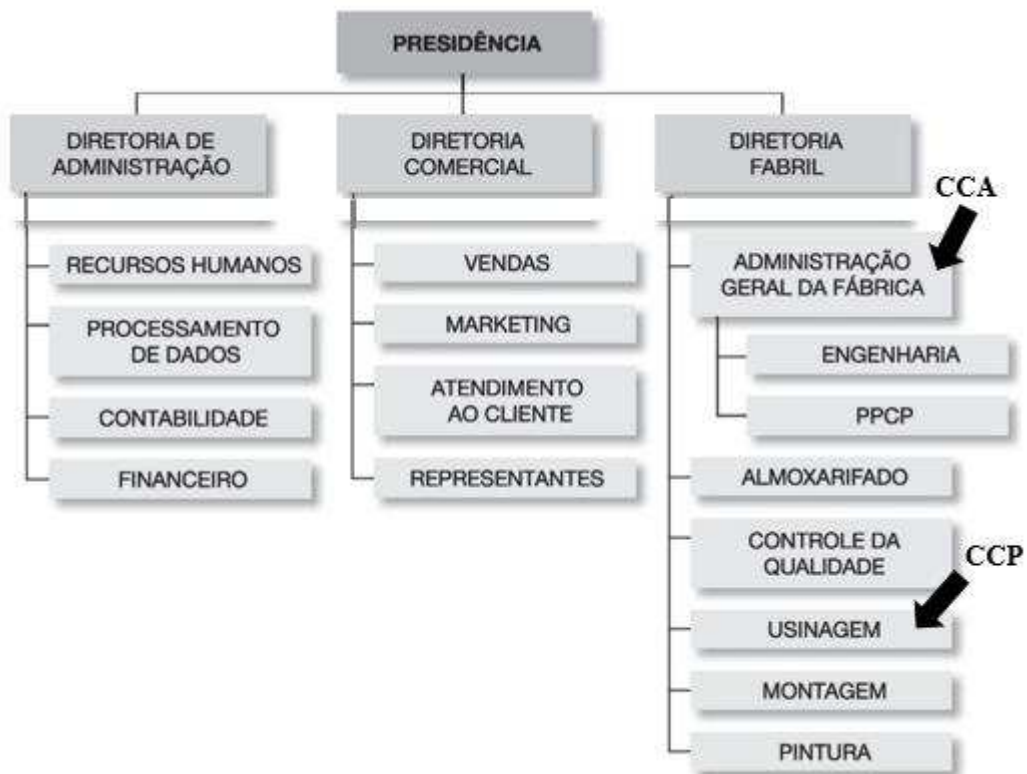 PRESIDÊNCIA
DIRETORIA DE
ADMINISTRAÇÃO
RECURSOS HUMANOS
PROCESSAMENTO
DE DADOS
CONTABILIDADE
FINANCEIRO
DIRETORIA
COMERCIAL
VENDAS
MARKETING
ATENDIMENTO
AO CLIENTE
REPRESENTANTES
DIRETORIA
FABRIL
CCA
ADMINISTRAÇÃO
GERAL DA FÁBRICA
ENGENHARIA
PPCP
ALMOXARIFADO
CONTROLE DA
QUALIDADE
CCP
USINAGEM
MONTAGEM
PINTURA